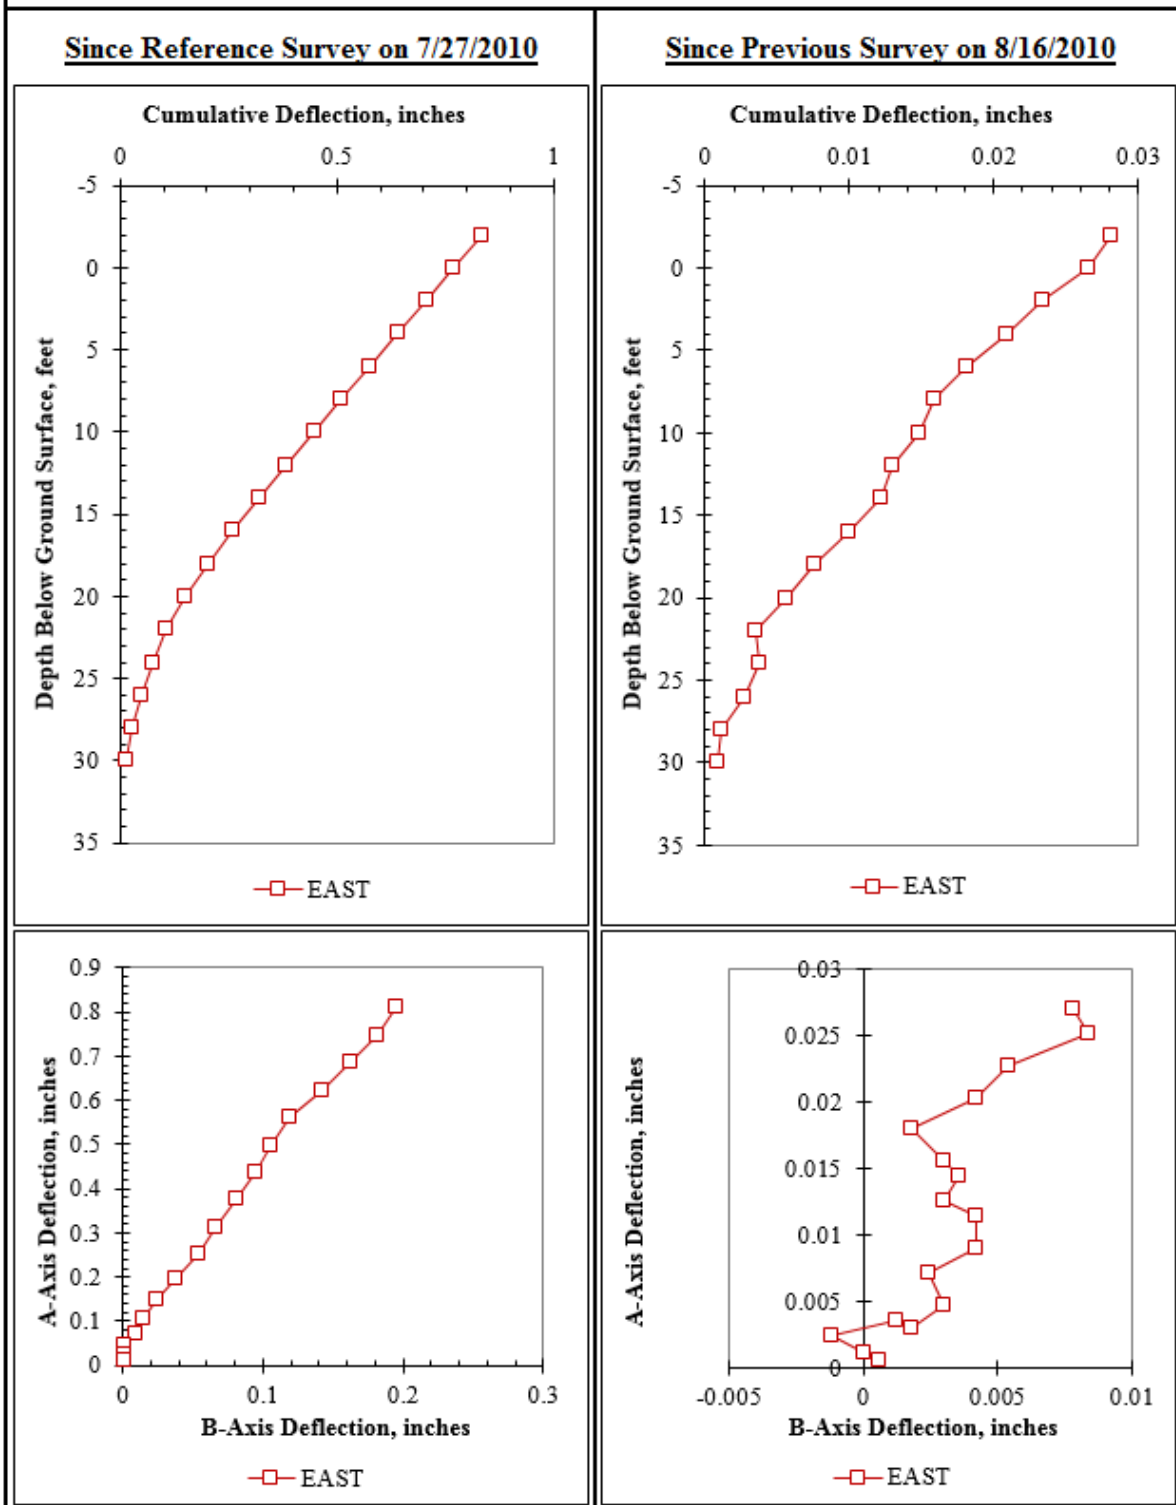 Since Reference Survey on 7/27/2010
Cumulative Deflection, inches
0 0.5 1
-5
0
5
10
15
20
25
30
35
Depth Below Ground Surface, feet
EAST
Since Previous Survey on 8/16/2010
Cumulative Deflection, inches
0 0.01 0.02 0.03
-5
0
5
10
15
20
25
30
35
Depth Below Ground Surface, feet
EAST
0.9
0.8
0.7
0.6
0.5
0.4
0.3
0.2
0.1
0
A-Axis Deflection, inches
0 0.1 0.2 0.3
B-Axis Deflection, inches
EAST
0.03
0.025
0.02
0.015
0.01
0.005
0
A-Axis Deflection, inches
-0.005 0 0.005 0.01
B-Axis Deflection, inches
EAST